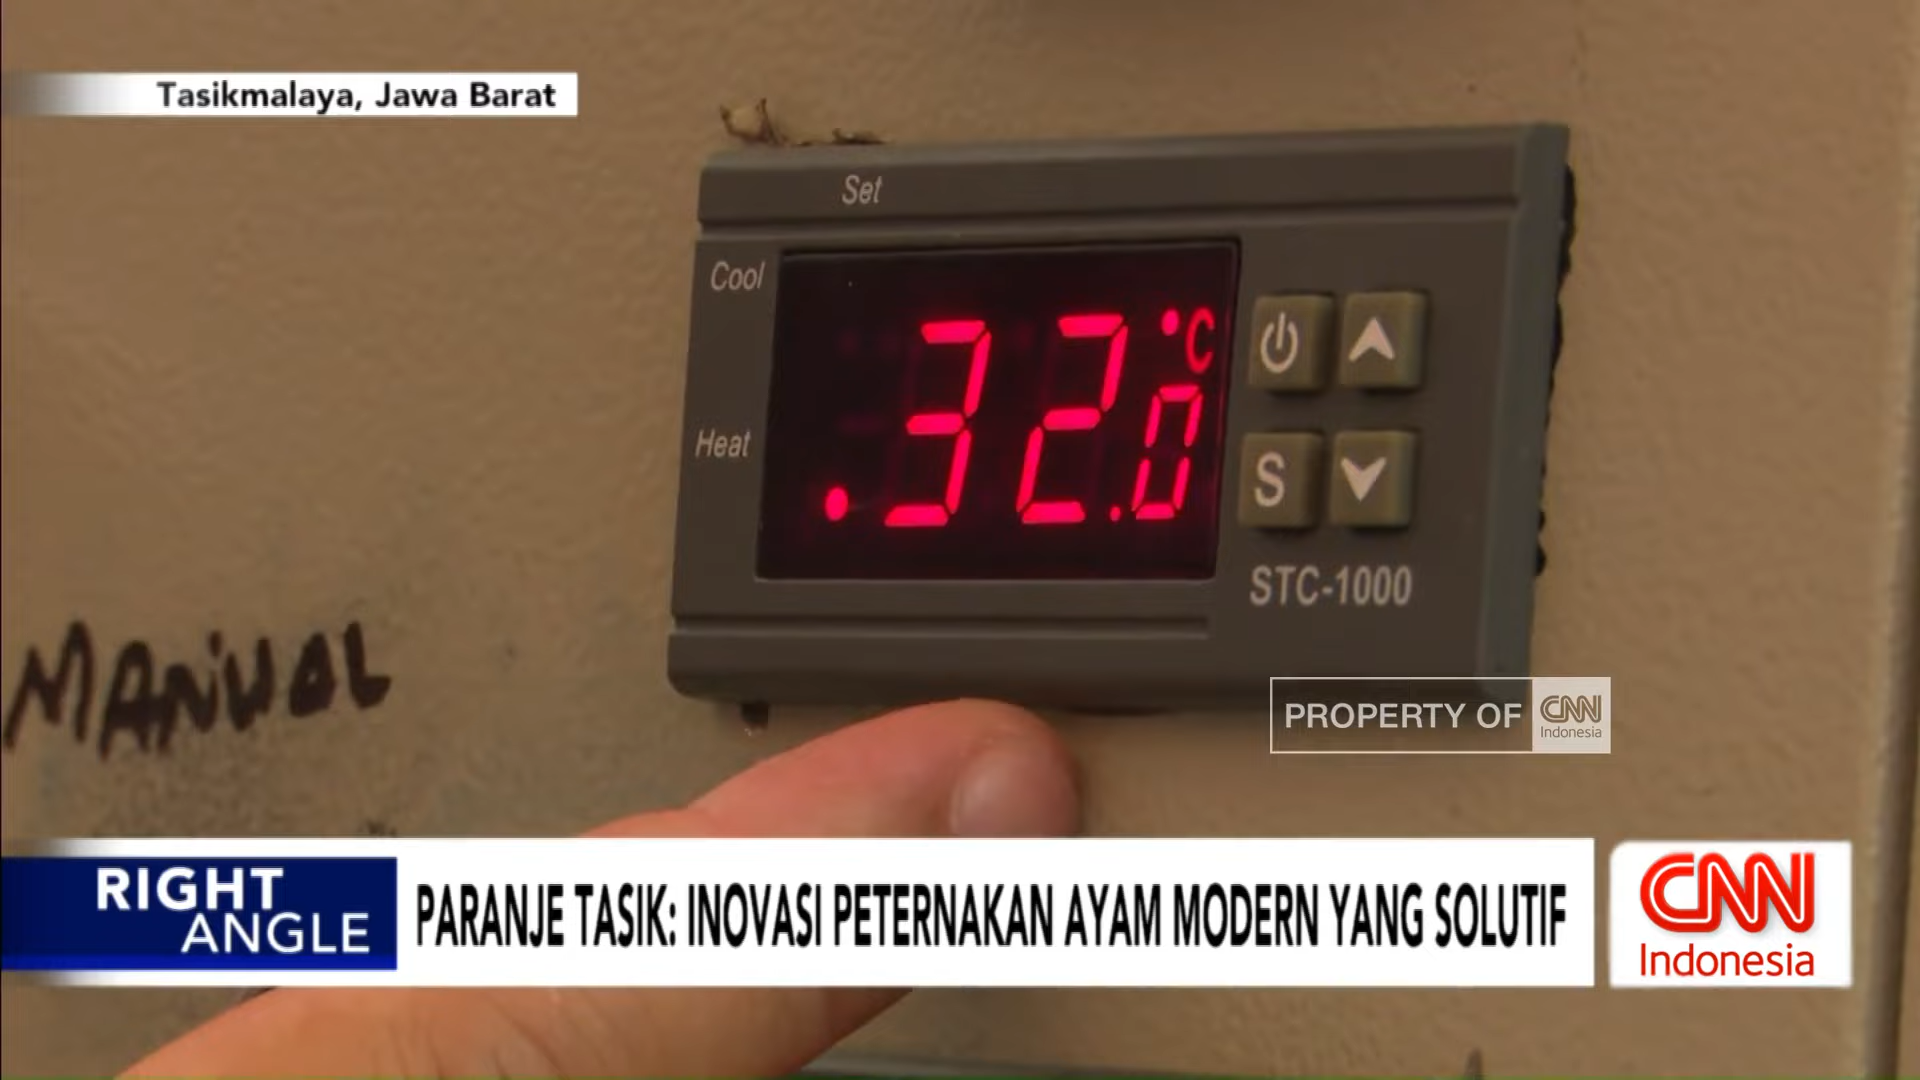 Tasikmalaya, Jawa Barat
Set
Cool
Heat
32.0 °C
S
STC-1000
MANUAL
PROPERTY OF CNN Indonesia
RIGHT ANGLE
PARANJE TASIK: INOVASI PETERNAKAN AYAM MODERN YANG SOLUTIF
CNN
Indonesia